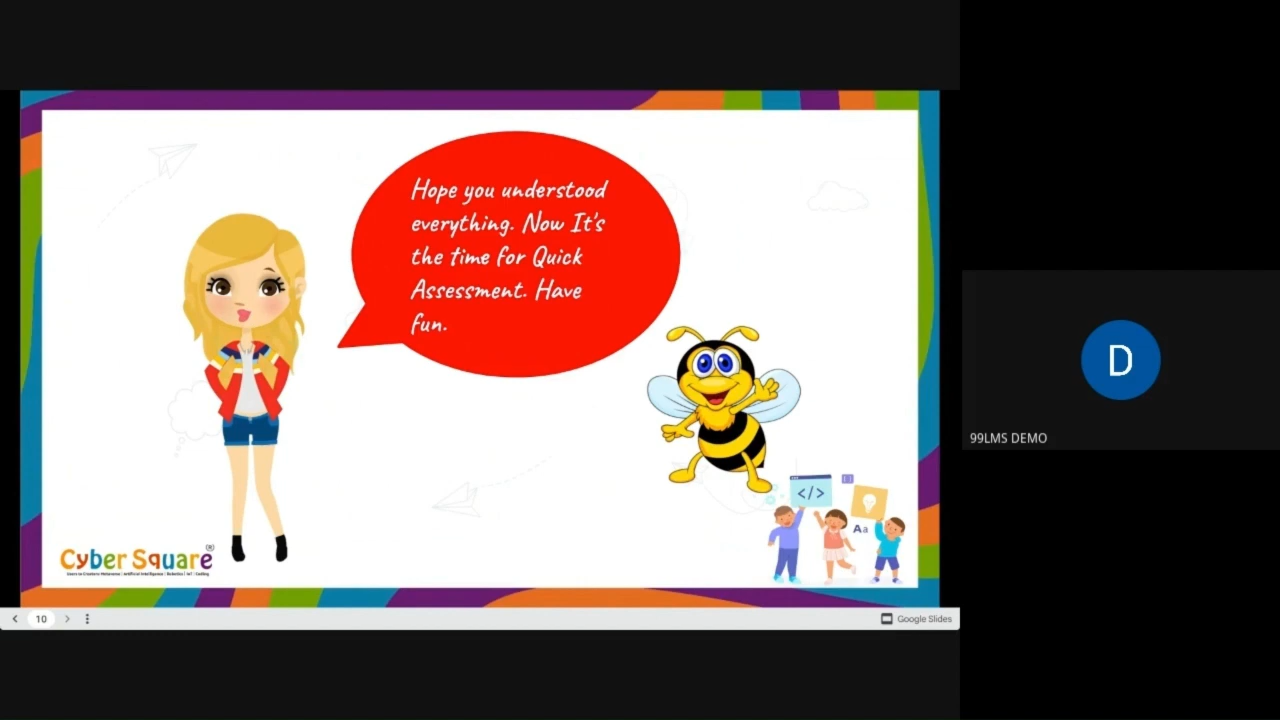 Hope you understood
everything. Now It's
the time for Quick
Assessment. Have
fun.
</>
Aa
Cyber Square
10
Google Slides
D
99LMS DEMO